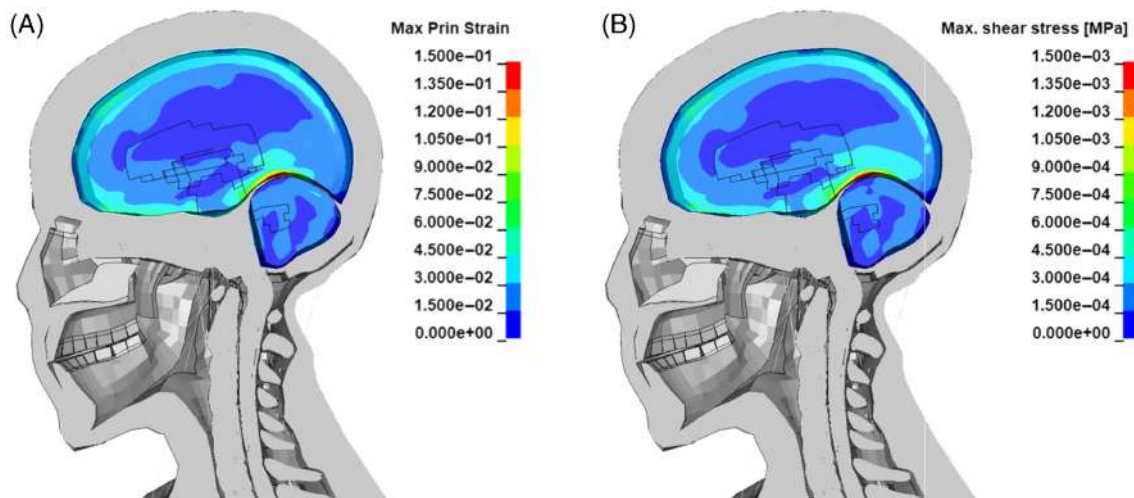 (A)
Max Prin Strain
1.500e−01
1.350e−01
1.200e−01
1.050e−01
9.000e−02
7.500e−02
6.000e−02
4.500e−02
3.000e−02
1.500e−02
0.000e+00
(B)
Max. shear stress [MPa]
1.500e−03
1.350e−03
1.200e−03
1.050e−03
9.000e−04
7.500e−04
6.000e−04
4.500e−04
3.000e−04
1.500e−04
0.000e+00